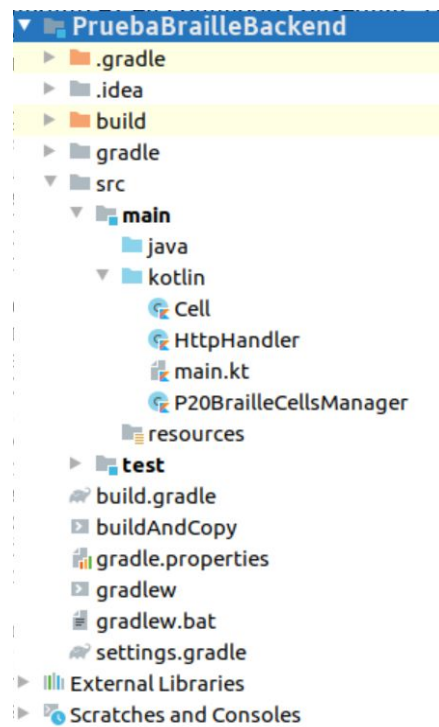 PruebaBrailleBackend
.gradle
.idea
build
gradle
src
main
java
kotlin
Cell
HttpHandler
main.kt
P20BrailleCellsManager
resources
test
build.gradle
buildAndCopy
gradle.properties
gradlew
gradlew.bat
settings.gradle
External Libraries
Scratches and Consoles